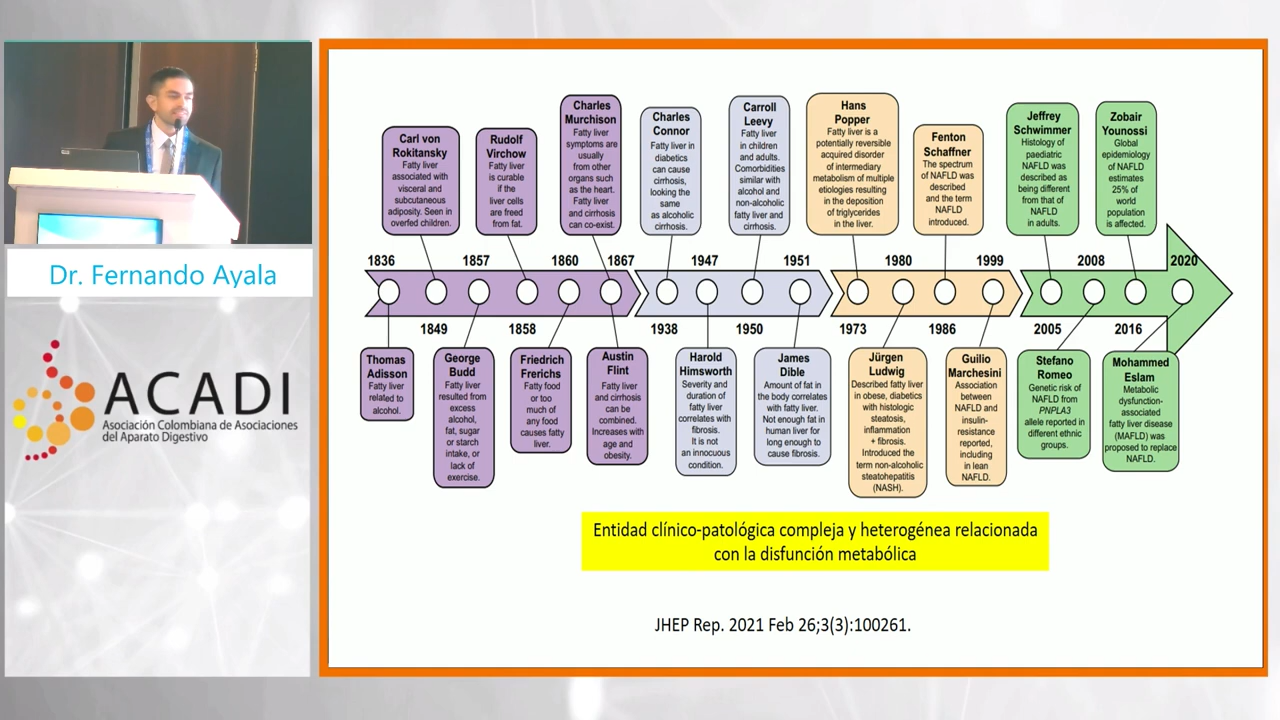 Dr. Fernando Ayala
ACADI
Asociación Colombiana de Asociaciones
del Aparato Digestivo
Carl von
Rokitansky
Fatty liver
associated with
visceral and
subcutaneous
adiposity. Seen in
overfed children.
Rudolf
Virchow
Fatty liver
is curable
if the
liver cells
are freed
from fat.
Charles
Murchison
Fatty liver
symptoms are
usually
from other
organs such
as the heart.
Fatty liver
and cirrhosis
can co-exist.
Charles
Connor
Fatty liver in
diabetics
can cause
cirrhosis,
looking the
same
as alcoholic
cirrhosis.
Carroll
Leevy
Fatty liver
in children
and adults.
Comorbidities
similar with
alcohol and
non-alcoholic
fatty liver and
cirrhosis.
Hans
Popper
Fatty liver is a
potentially reversible
acquired disorder
of intermediary
metabolism of multiple
etiologies resulting
in the deposition
of triglycerides
in the liver.
Fenton
Schaffner
The spectrum
of NAFLD was
described
and the term
NAFLD
introduced.
Jeffrey
Schwimmer
Histology of
paediatric
NAFLD was
described as
being different
from that of
NAFLD
in adults.
Zobair
Younossi
Global
epidemiology
of NAFLD
estimates
25% of
world
population
is affected.
1836 1857 1860 1867 1947 1951 1980 1999 2008 2020
1849 1858 1938 1950 1973 1986 2005 2016
Thomas
Adisson
Fatty liver
related to
alcohol.
George
Budd
Fatty liver
resulted from
excess
alcohol,
fat, sugar
or starch
intake, or
lack of
exercise.
Friedrich
Frerichs
Fatty food
or too
much of
any food
causes fatty
liver.
Austin
Flint
Fatty liver
and cirrhosis
can be
combined.
Increases with
age and
obesity.
Harold
Himsworth
Severity and
duration of
fatty liver
correlates with
fibrosis.
It is not
an innocuous
condition.
James
Dible
Amount of fat in
the body correlates
with fatty liver.
Not enough fat in
human liver for
long enough to
cause fibrosis.
Jürgen
Ludwig
Described fatty liver
in obese, diabetics
with histologic
steatosis,
inflammation
+ fibrosis.
Introduced the
term non-alcoholic
steatohepatitis
(NASH).
Guilio
Marchesini
Association
between
NAFLD and
insulin-
resistance
reported,
including
in lean
NAFLD.
Stefano
Romeo
Genetic risk of
NAFLD from
PNPLA3
allele reported in
different ethnic
groups.
Mohammed
Eslam
Metabolic
dysfunction-
associated
fatty liver disease
(MAFLD) was
proposed to replace
NAFLD.
Entidad clínico-patológica compleja y heterogénea relacionada
con la disfunción metabólica
JHEP Rep. 2021 Feb 26;3(3):100261.